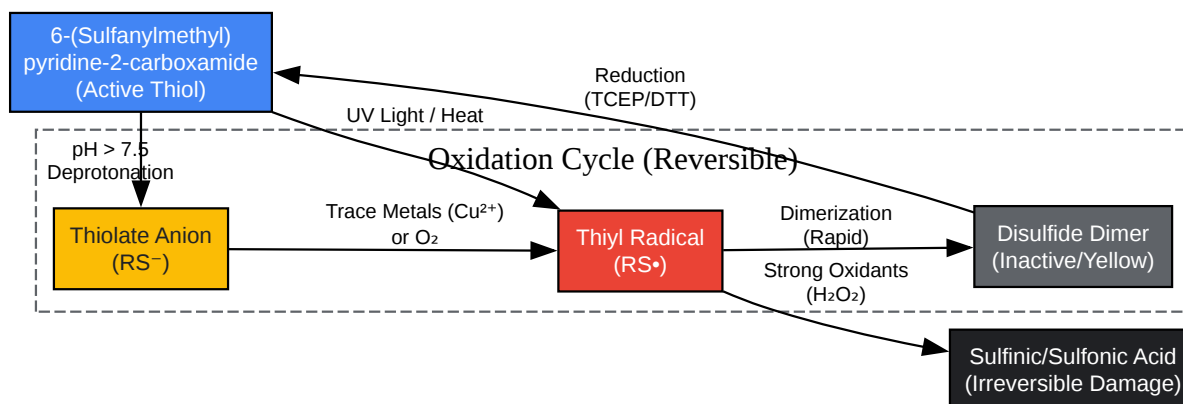 6-(Sulfanylmethyl)
pyridine-2-carboxamide
(Active Thiol)
Reduction
(TCEP/DTT)
UV Light / Heat
pH > 7.5
Deprotonation
Oxidation Cycle (Reversible)
Thiolate Anion
(RS⁻)
Trace Metals (Cu²⁺)
or O₂
Thiyl Radical
(RS•)
Dimerization
(Rapid)
Disulfide Dimer
(Inactive/Yellow)
Strong Oxidants
(H₂O₂)
Sulfinic/Sulfonic Acid
(Irreversible Damage)